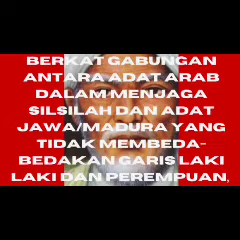 BERKAT GABUNGAN
ANTARA ADAT ARAB
DALAM MENJAGA
SILSILAH DAN ADAT
JAWA/MADURA YANG
TIDAK MEMBEDA-
BEDAKAN GARIS LAKI
LAKI DAN PEREMPUAN,